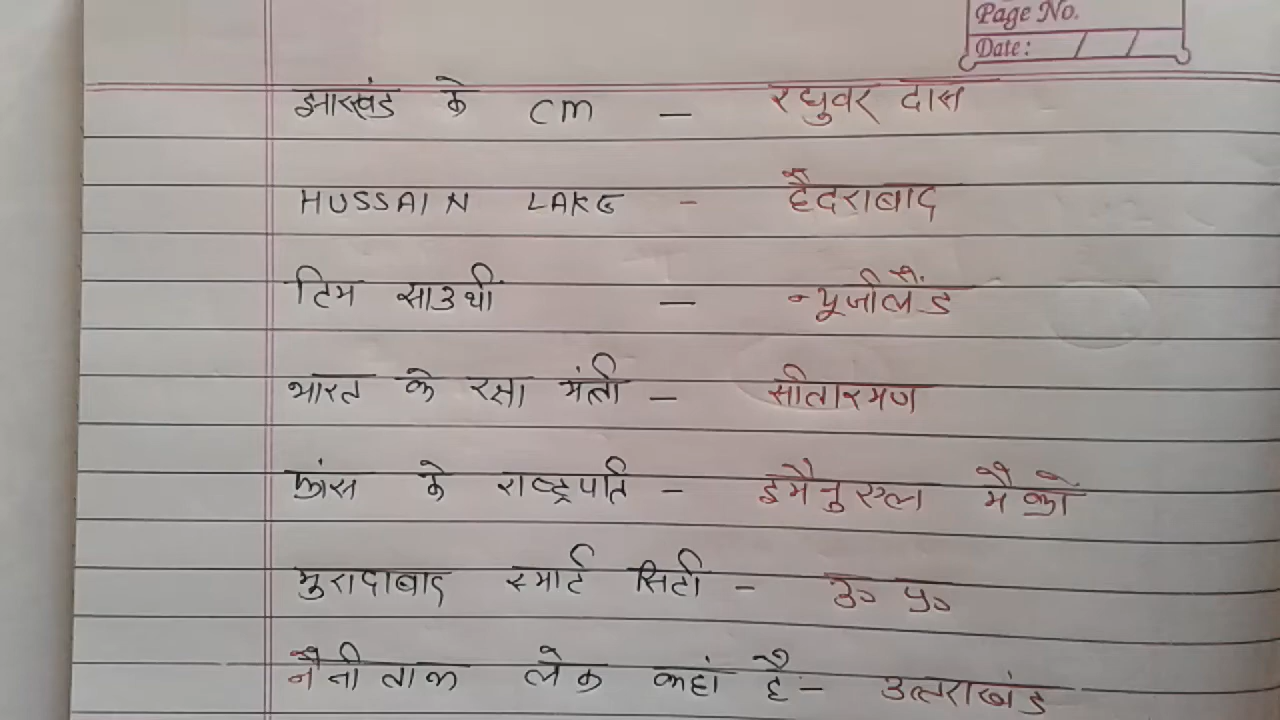 Page No.
Date: / /
झारखंड के CM — रघुवर दास
HUSSAIN LAKE - हैदराबाद
टिम साउथी — न्यूजीलैंड
भारत के रक्षा मंत्री — सीतारमण
फ्रांस के राष्ट्रपति - इमैनुएल मैक्रो
मुरादाबाद स्मार्ट सिटी - उ० प्र०
नैनीताल लेक कहां है - उत्तराखंड